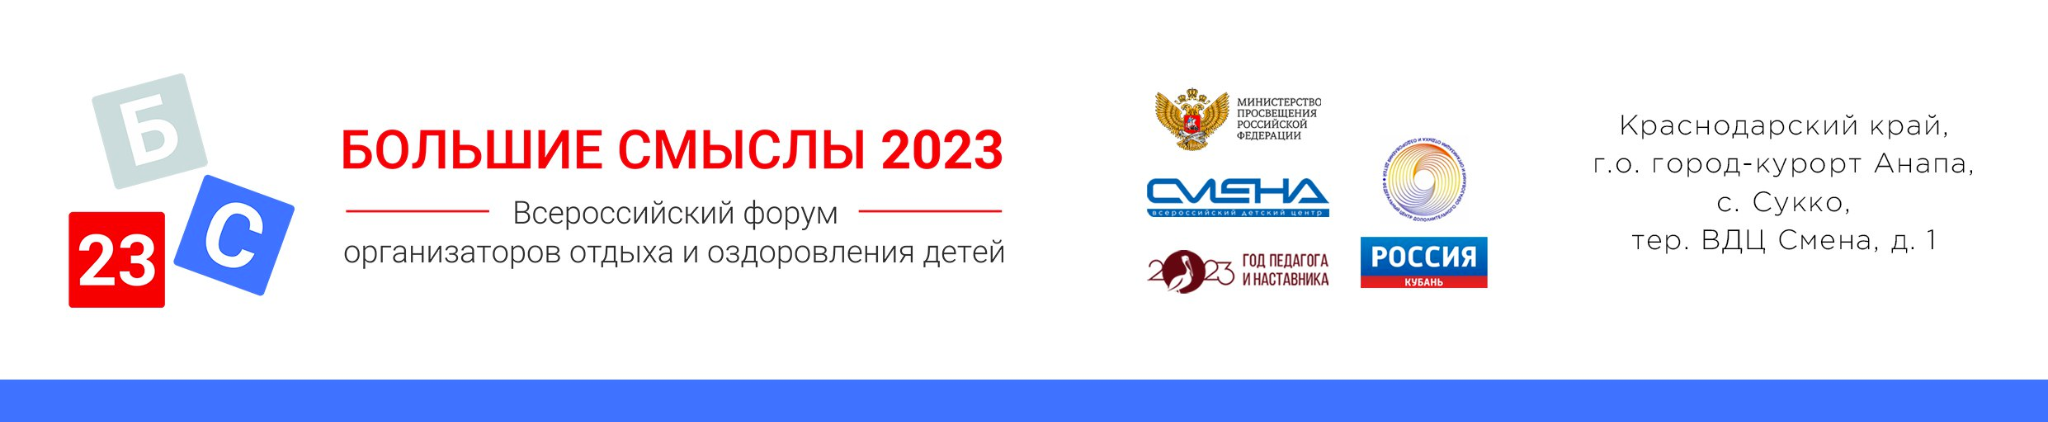 Б
С
23
БОЛЬШИЕ СМЫСЛЫ 2023
Всероссийский форум
организаторов отдыха и оздоровления детей
МИНИСТЕРСТВО
ПРОСВЕЩЕНИЯ
РОССИЙСКОЙ
ФЕДЕРАЦИИ
СМЕНА
всероссийский детский центр
2023
ГОД ПЕДАГОГА
И НАСТАВНИКА
РОССИЯ
КУБАНЬ
Краснодарский край,
г.о. город-курорт Анапа,
с. Сукко,
тер. ВДЦ Смена, д. 1